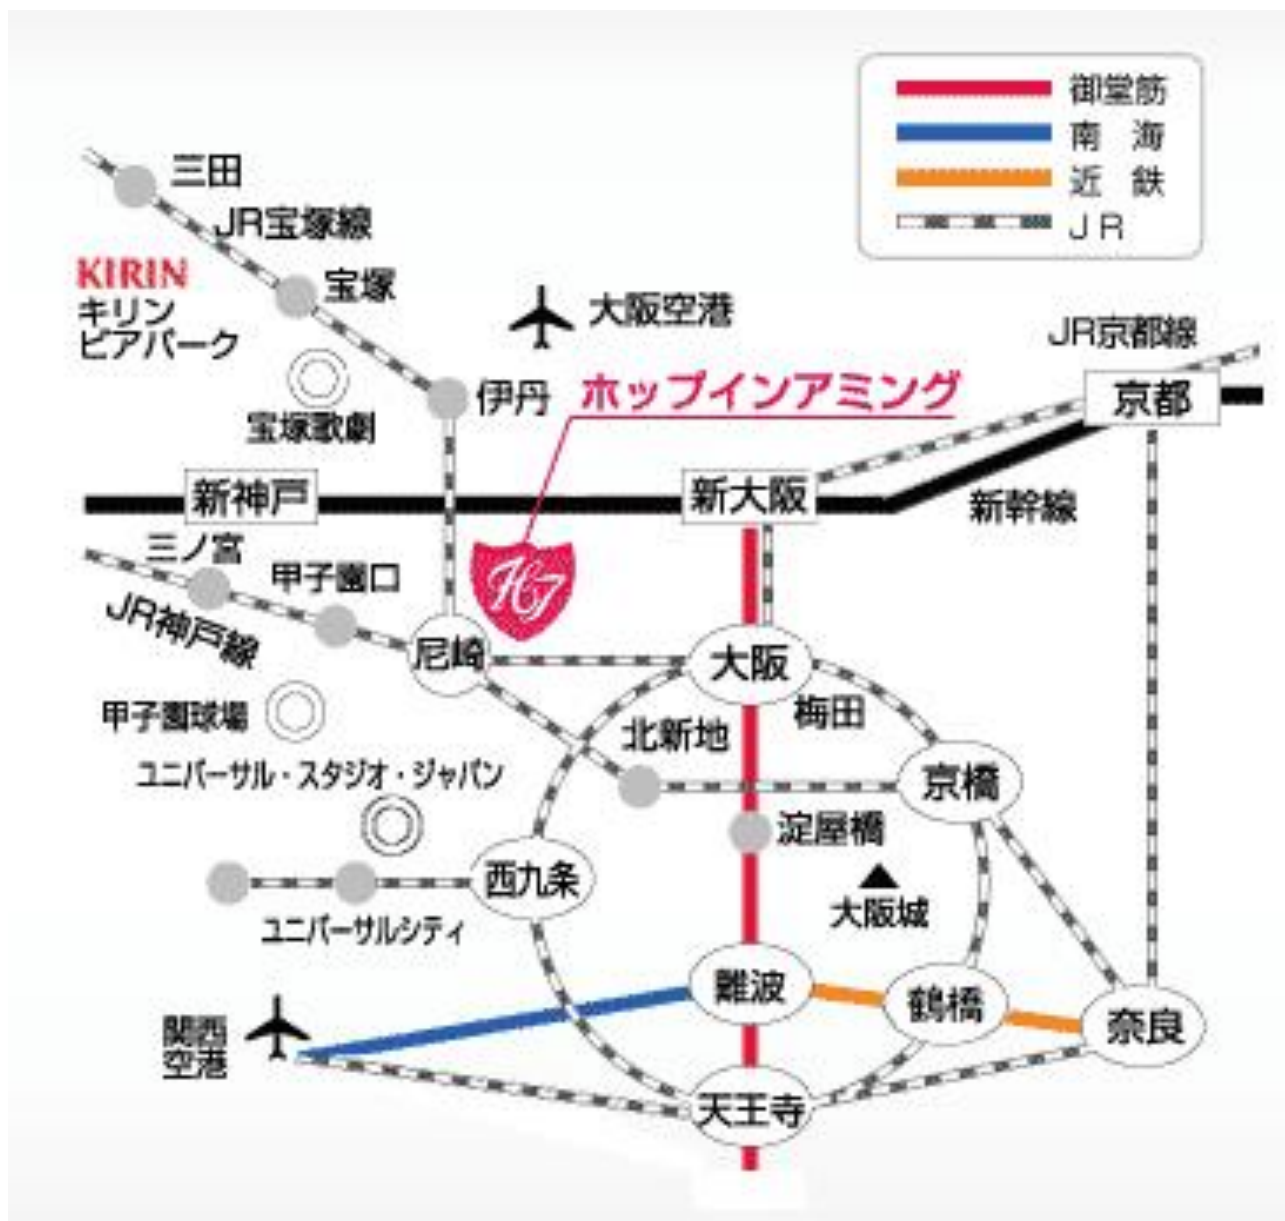 御堂筋
南 海
近 鉄
J R
三田
JR宝塚線
KIRIN
キリン
ビアパーク
宝塚
大阪空港
JR京都線
宝塚歌劇
伊丹
ホップインアミング
京都
新神戸
新大阪
新幹線
三ノ宮
甲子園口
JR神戸線
HI
尼崎
大阪
梅田
甲子園球場
北新地
ユニバーサル・スタジオ・ジャパン
京橋
淀屋橋
西九条
大阪城
ユニバーサルシティ
難波
鶴橋
奈良
関西
空港
天王寺